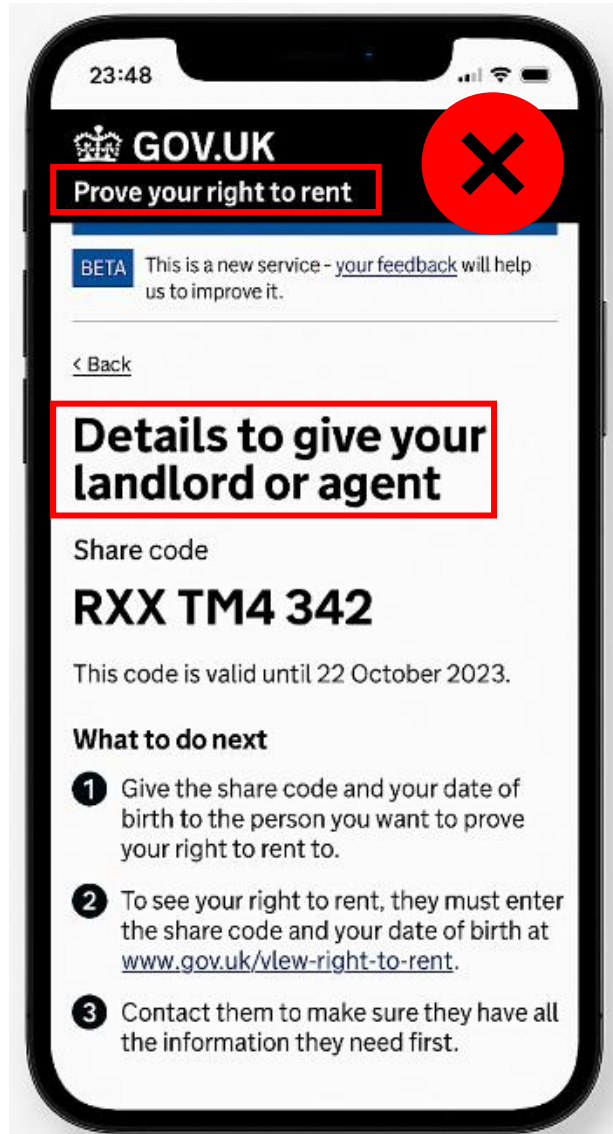 23:48
GOV.UK
Prove your right to rent
BETA This is a new service - your feedback will help
us to improve it.
< Back
Details to give your
landlord or agent
Share code
RXX TM4 342
This code is valid until 22 October 2023.
What to do next
1 Give the share code and your date of
birth to the person you want to prove
your right to rent to.
2 To see your right to rent, they must enter
the share code and your date of birth at
www.gov.uk/vlew-right-to-rent.
3 Contact them to make sure they have all
the information they need first.